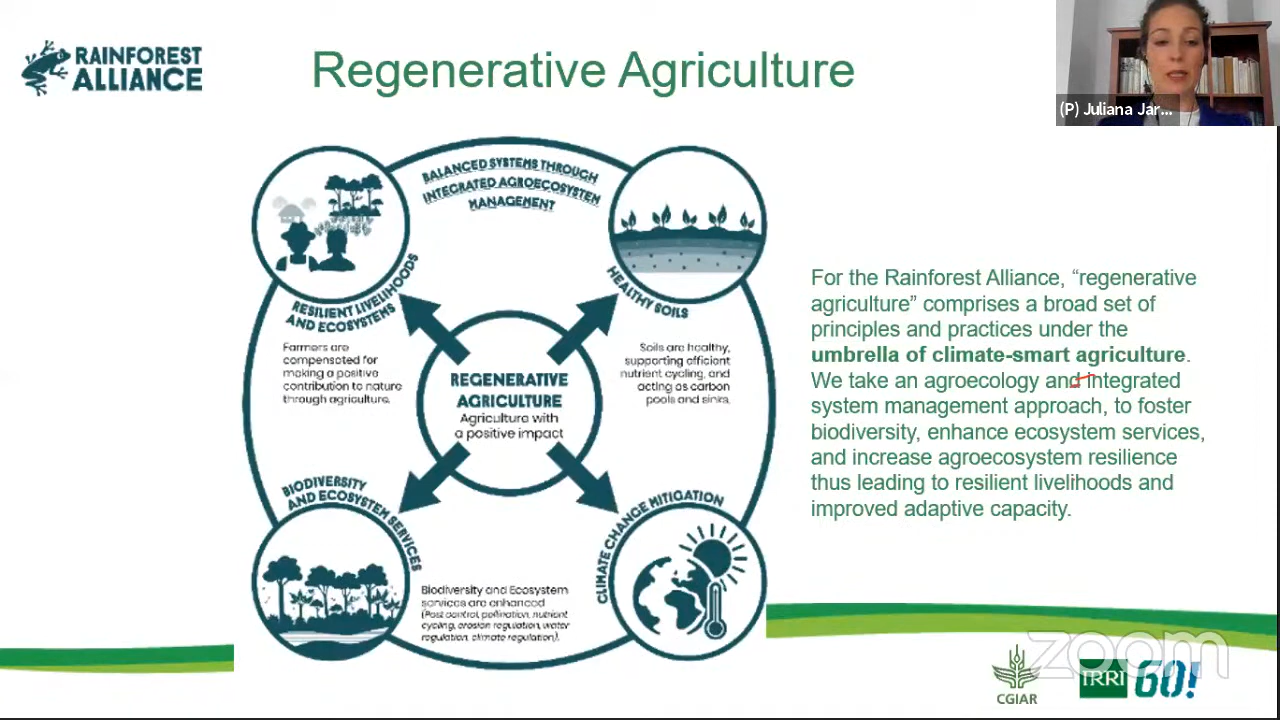 RAINFOREST
ALLIANCE
Regenerative Agriculture
(P) Juliana Jar...
BALANCED SYSTEMS THROUGH
INTEGRATED AGROECOSYSTEM
MANAGEMENT
RESILIENT LIVELIHOODS
AND ECOSYSTEMS
Farmers are
compensated for
making a positive
contribution to nature
through agriculture.
HEALTHY SOILS
Soils are healthy,
supporting efficient
nutrient cycling, and
acting as carbon
pools and sinks.
REGENERATIVE
AGRICULTURE
Agriculture with
a positive impact
BIODIVERSITY
AND ECOSYSTEM SERVICES
Biodiversity and Ecosystem
services are enhanced
(Pest control, pollination, nutrient
cycling, erosion regulation, water
regulation, climate regulation).
CLIMATE CHANGE MITIGATION
For the Rainforest Alliance, “regenerative
agriculture” comprises a broad set of
principles and practices under the
umbrella of climate-smart agriculture.
We take an agroecology and integrated
system management approach, to foster
biodiversity, enhance ecosystem services,
and increase agroecosystem resilience
thus leading to resilient livelihoods and
improved adaptive capacity.
CGIAR
IRRI 60!
zoom